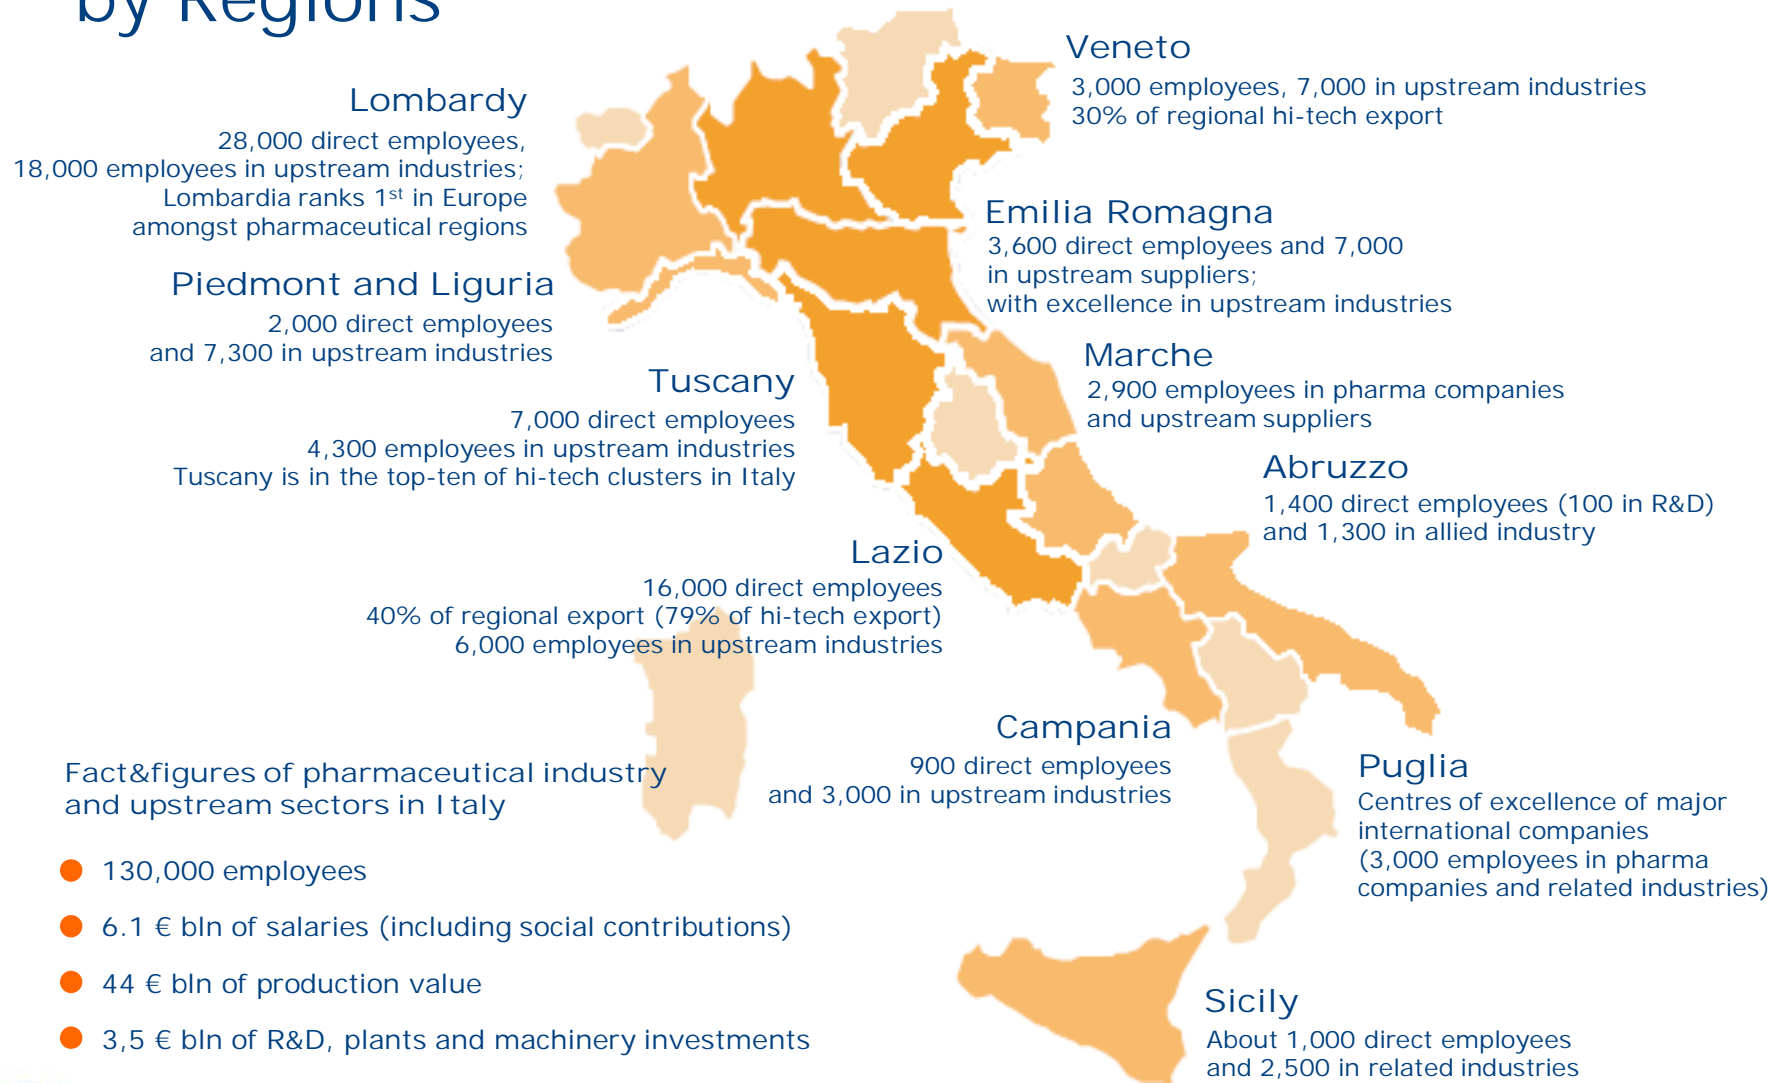 by Regions
Lombardy
28,000 direct employees,
18,000 employees in upstream industries;
Lombardia ranks 1st in Europe
amongst pharmaceutical regions
Piedmont and Liguria
2,000 direct employees
and 7,300 in upstream industries
Tuscany
7,000 direct employees
4,300 employees in upstream industries
Tuscany is in the top-ten of hi-tech clusters in Italy
Lazio
16,000 direct employees
40% of regional export (79% of hi-tech export)
6,000 employees in upstream industries
Campania
900 direct employees
and 3,000 in upstream industries
Veneto
3,000 employees, 7,000 in upstream industries
30% of regional hi-tech export
Emilia Romagna
3,600 direct employees and 7,000
in upstream suppliers;
with excellence in upstream industries
Marche
2,900 employees in pharma companies
and upstream suppliers
Abruzzo
1,400 direct employees (100 in R&D)
and 1,300 in allied industry
Puglia
Centres of excellence of major
international companies
(3,000 employees in pharma
companies and related industries)
Sicily
About 1,000 direct employees
and 2,500 in related industries
Fact&figures of pharmaceutical industry
and upstream sectors in Italy
130,000 employees
6.1 € bln of salaries (including social contributions)
44 € bln of production value
3,5 € bln of R&D, plants and machinery investments